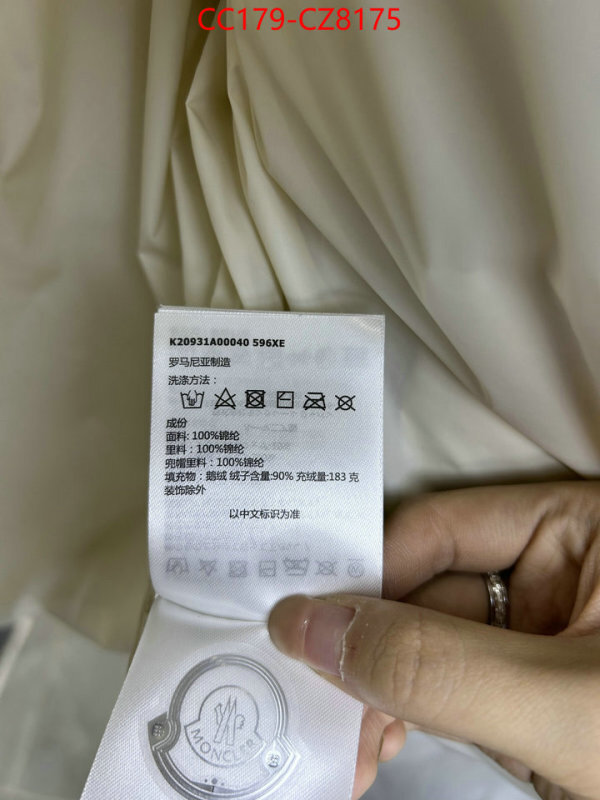 CC179-CZ8175
K20931A00040 596XE
罗马尼亚制造
洗涤方法：
成份
面料: 100%锦纶
里料：100%锦纶
兜帽里料：100%锦纶
填充物：鹅绒 绒子含量:90% 充绒量:183 克
装饰除外
以中文标识为准
MONCLER